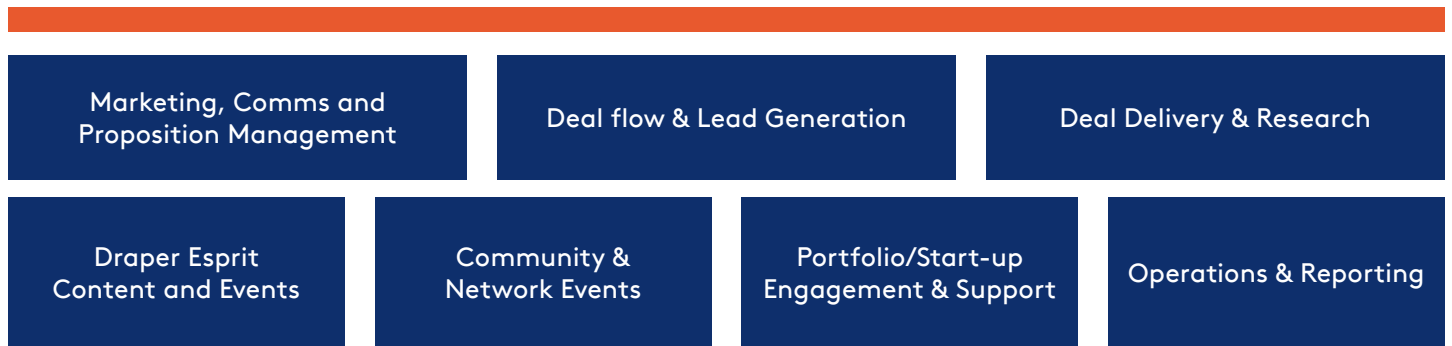 Marketing, Comms and
Proposition Management
Deal flow & Lead Generation
Deal Delivery & Research
Draper Esprit
Content and Events
Community &
Network Events
Portfolio/Start-up
Engagement & Support
Operations & Reporting